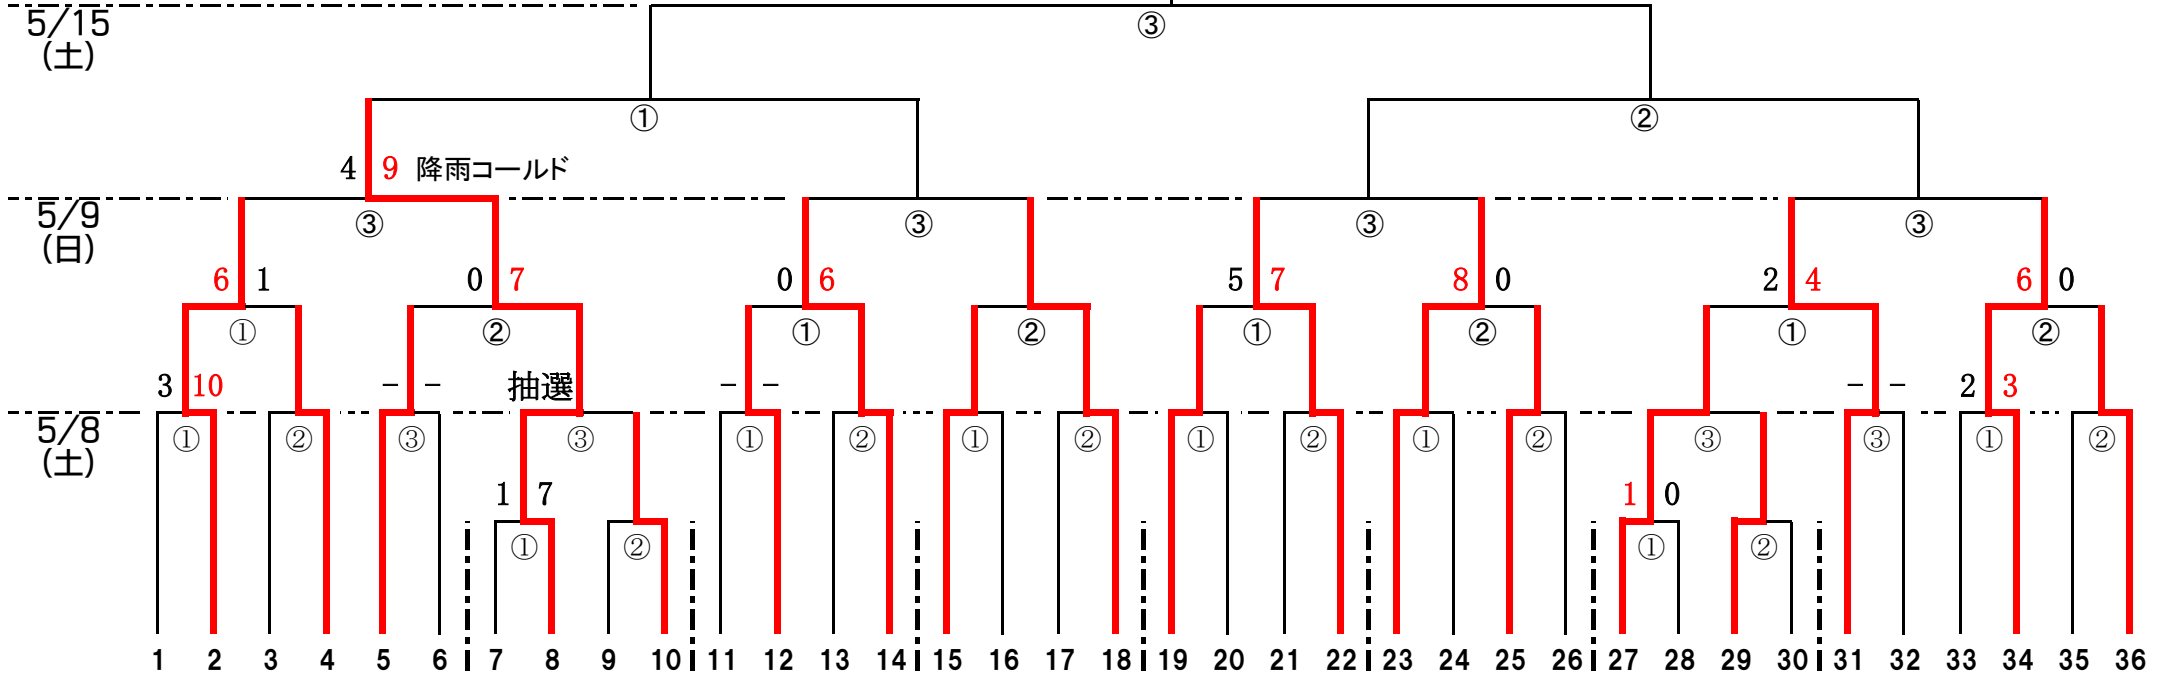 5/15
(土)
③
① ②
4 9 降雨コールド
5/9
(日)
③ ③ ③ ③
6 1 0 7 0 6 5 7 8 0 2 4 6 0
① ② ① ② ① ② ① ②
3 10 - - 抽選 - - - - 2 3
5/8
(土)
① ② ③ ③ ① ② ① ② ① ② ① ② ③ ③ ① ②
1 7 1 0
① ② ① ②
1 2 3 4 5 6 7 8 9 10 11 12 13 14 15 16 17 18 19 20 21 22 23 24 25 26 27 28 29 30 31 32 33 34 35 36